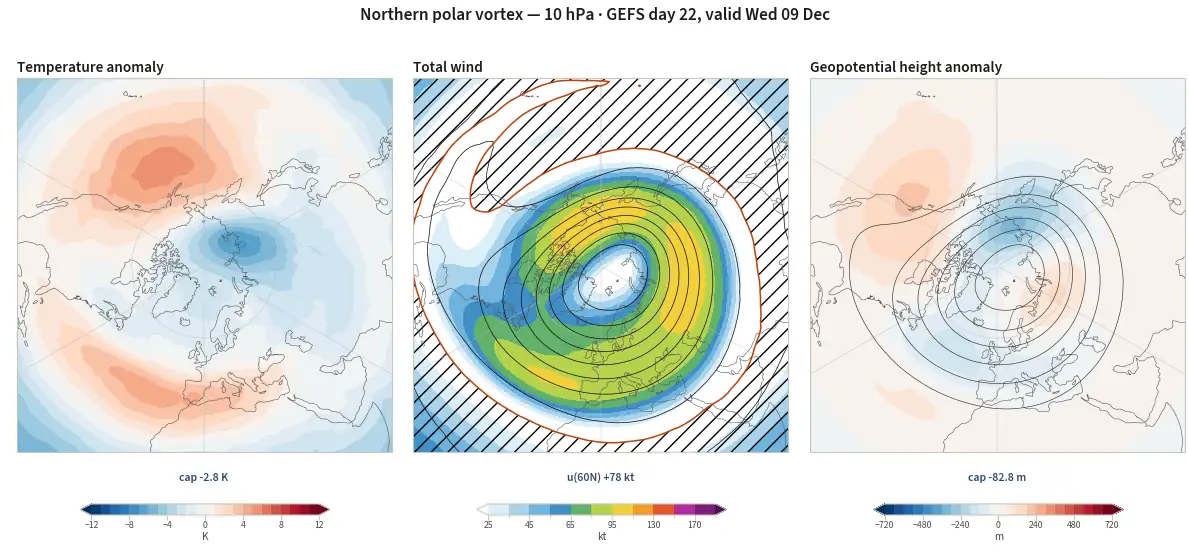 Northern polar vortex — 10 hPa · GEFS day 22, valid Wed 09 Dec
Temperature anomaly
Total wind
Geopotential height anomaly
cap -2.8 K
u(60N) +78 kt
cap -82.8 m
−12 −8 −4 0 4 8 12
K
25 45 65 95 130 170
kt
−720 −480 −240 0 240 480 720
m